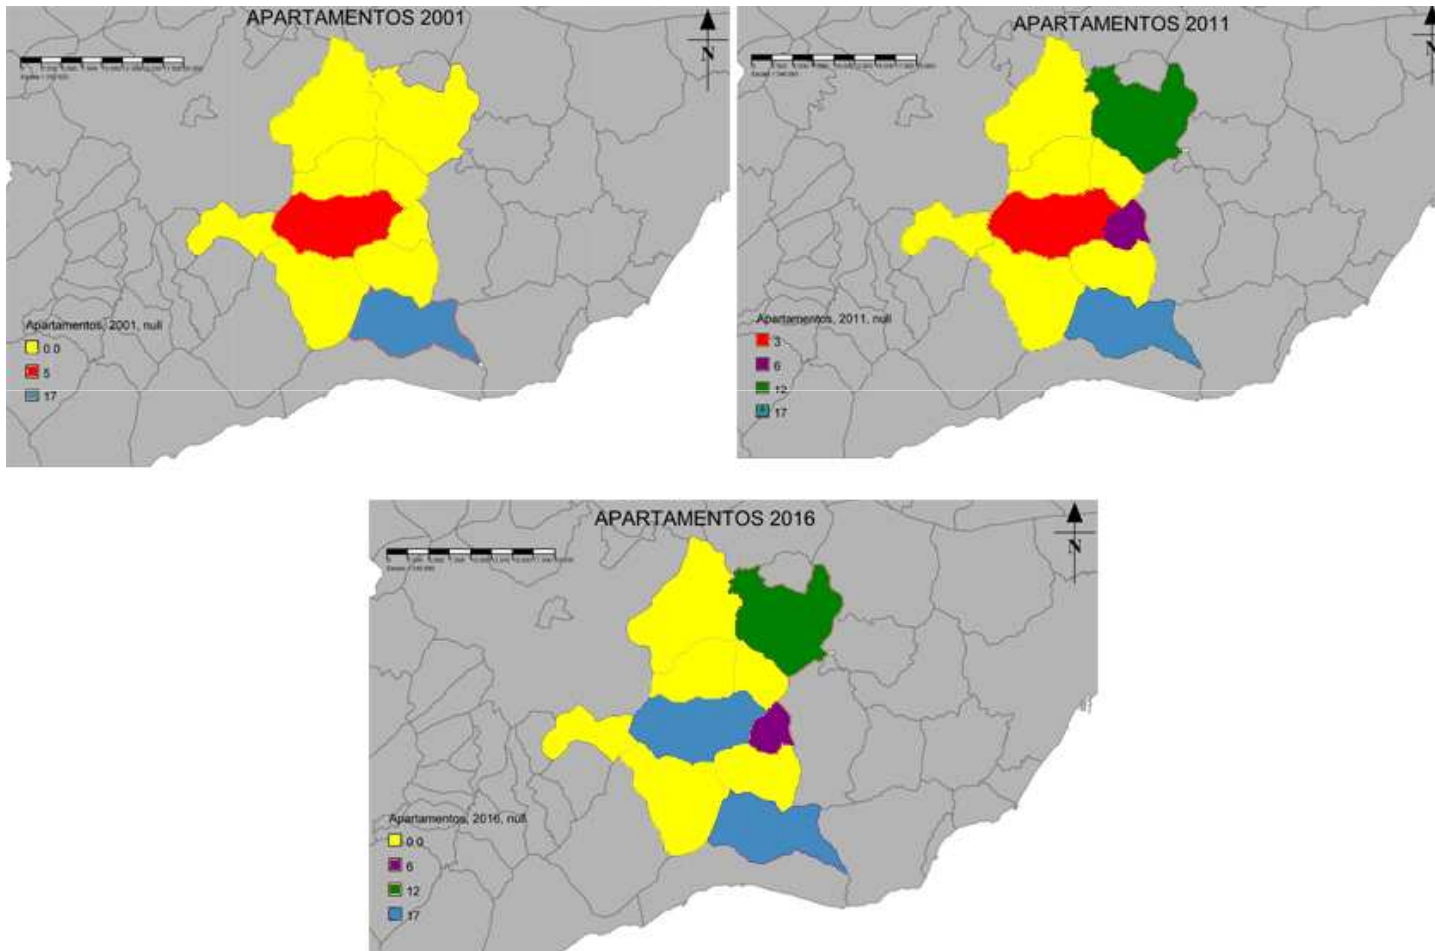 APARTAMENTOS 2001
N
Apartamentos, 2001, null
0.0
5
17
APARTAMENTOS 2011
N
Apartamentos, 2011, null
3
6
12
17
APARTAMENTOS 2016
N
Apartamentos, 2016, null
0.0
6
12
17